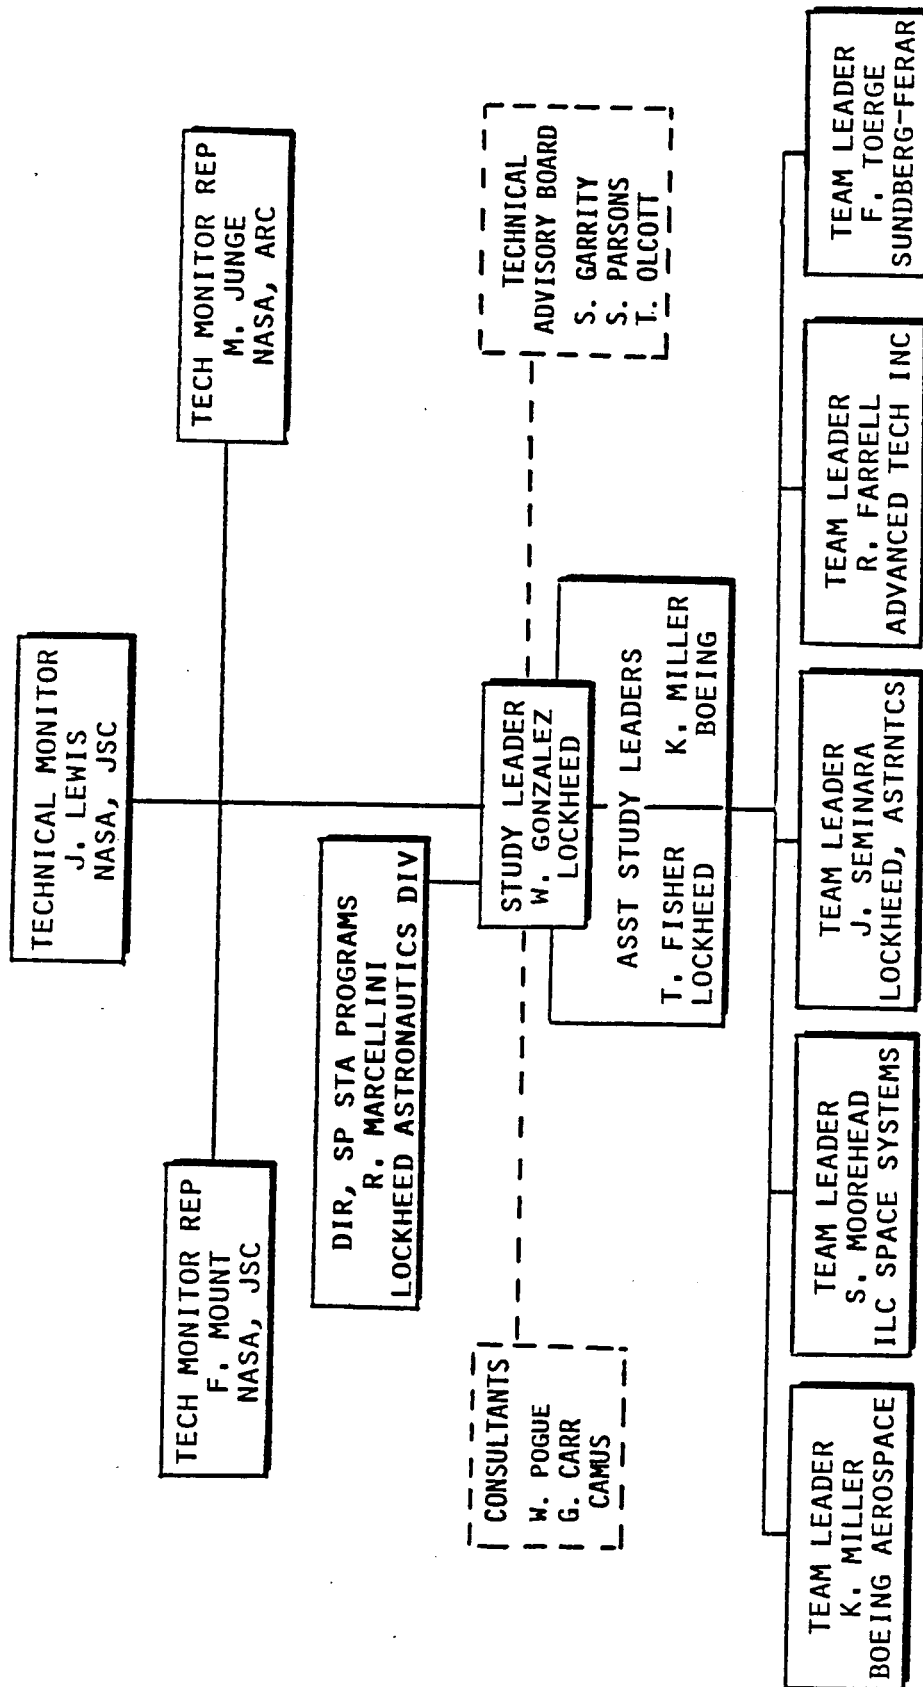 TECHNICAL MONITOR
J. LEWIS
NASA, JSC
TECH MONITOR REP
F. MOUNT
NASA, JSC
TECH MONITOR REP
M. JUNGE
NASA, ARC
DIR, SP STA PROGRAMS
R. MARCELLINI
LOCKHEED ASTRONAUTICS DIV
CONSULTANTS
W. POGUE
G. CARR
CAMUS
STUDY LEADER
W. GONZALEZ
LOCKHEED
TECHNICAL
ADVISORY BOARD
S. GARRITY
S. PARSONS
T. OLCOTT
ASST STUDY LEADERS
T. FISHER
LOCKHEED
K. MILLER
BOEING
TEAM LEADER
K. MILLER
BOEING AEROSPACE
TEAM LEADER
S. MOOREHEAD
ILC SPACE SYSTEMS
TEAM LEADER
J. SEMINARA
LOCKHEED, ASTRNTCS
TEAM LEADER
R. FARRELL
ADVANCED TECH INC
TEAM LEADER
F. TOERGE
SUNDBERG-FERAR